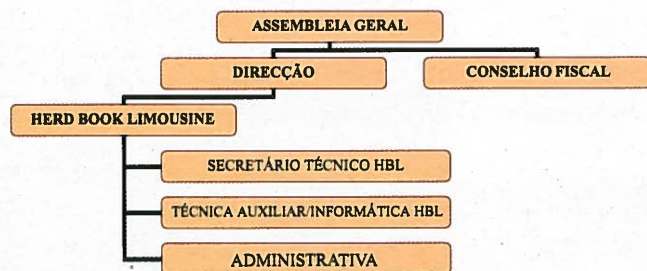 ASSEMBLEIA GERAL
DIRECÇÃO
CONSELHO FISCAL
HERD BOOK LIMOUSINE
SECRETÁRIO TÉCNICO HBL
TÉCNICA AUXILIAR/INFORMÁTICA HBL
ADMINISTRATIVA